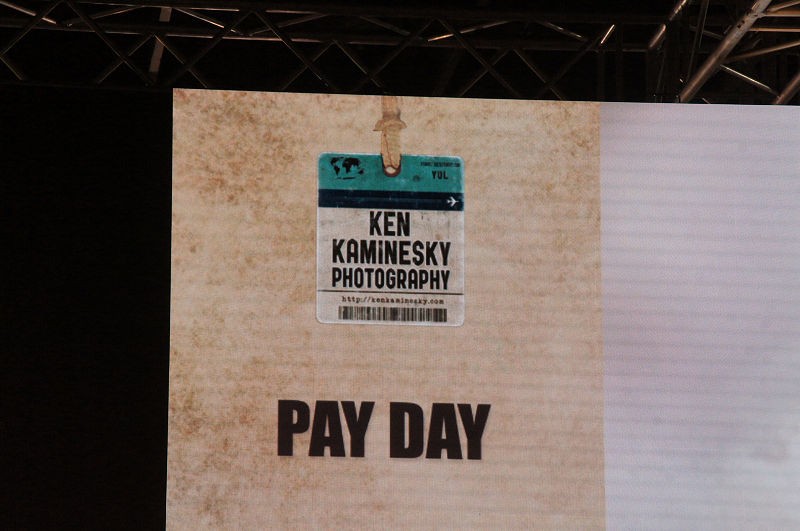 YUL
KEN
KAMINESKY
PHOTOGRAPHY
http://kenkaminesky.com
PAY DAY